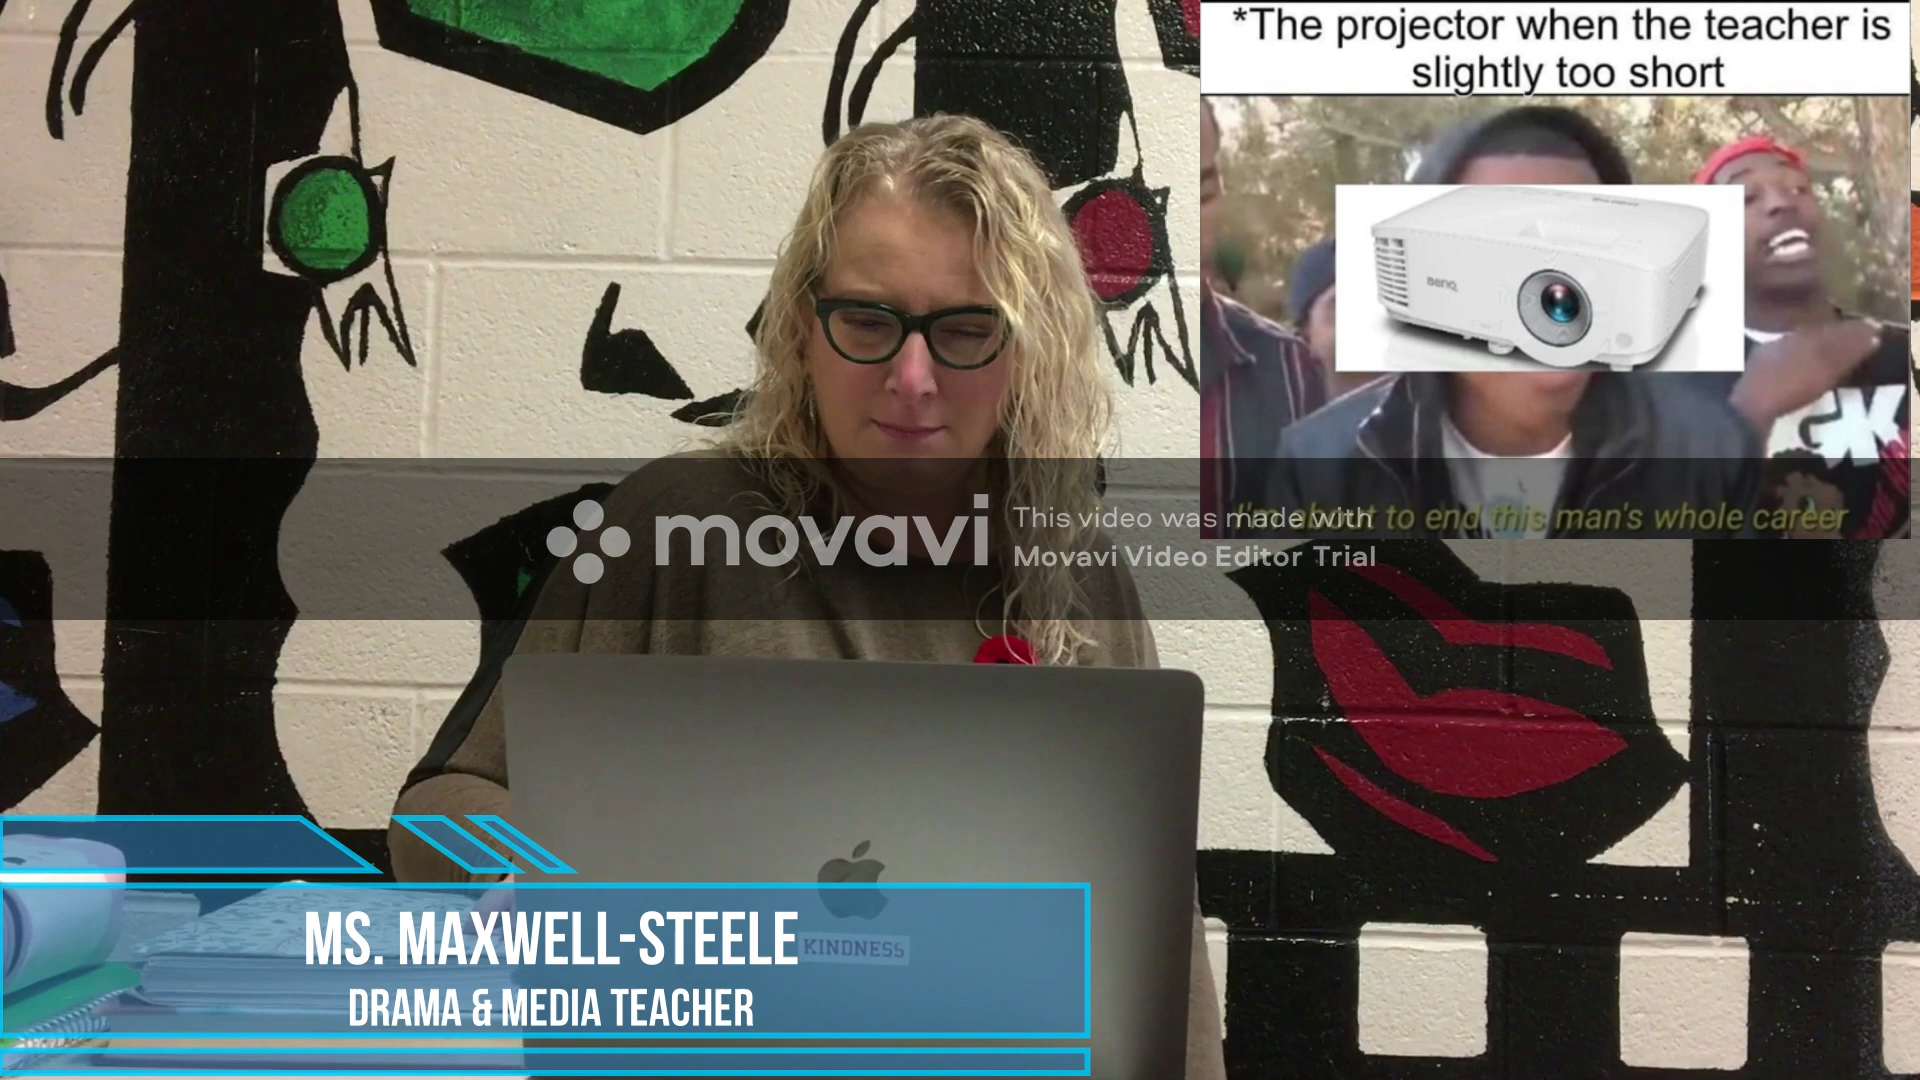 *The projector when the teacher is
slightly too short
BenQ
GK
I'm about to end this man's whole career
movavi
This video was made with
Movavi Video Editor Trial
MS. MAXWELL-STEELE
KINDNESS
DRAMA & MEDIA TEACHER